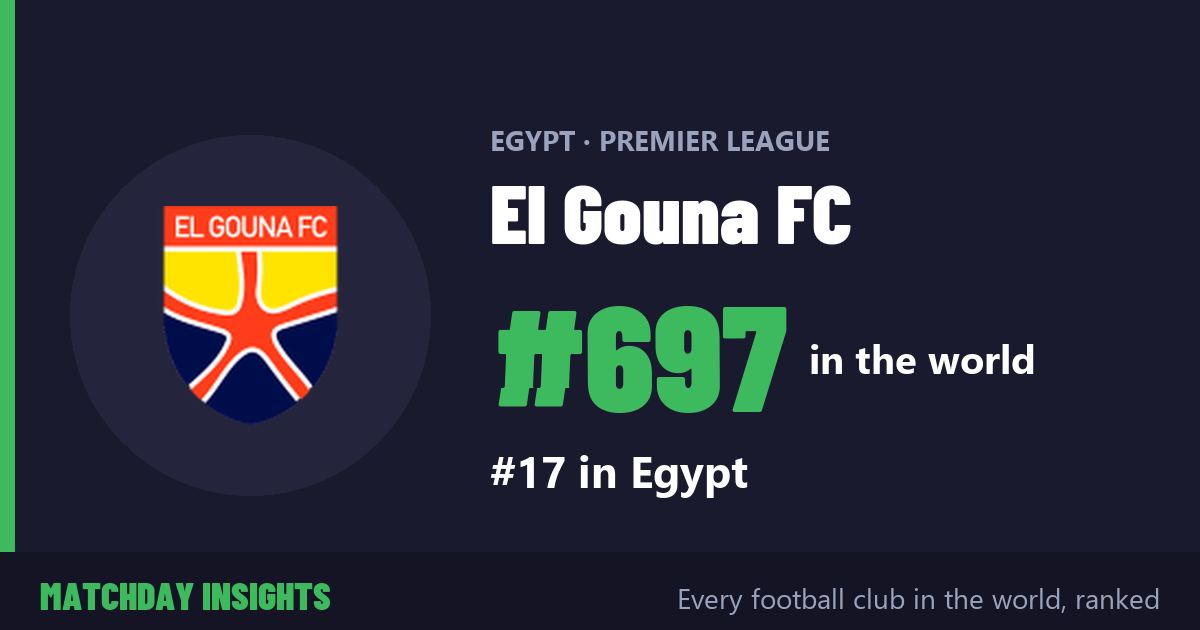 EGYPT · PREMIER LEAGUE
El Gouna FC
EL GOUNA FC
#697 in the world
#17 in Egypt
MATCHDAY INSIGHTS
Every football club in the world, ranked